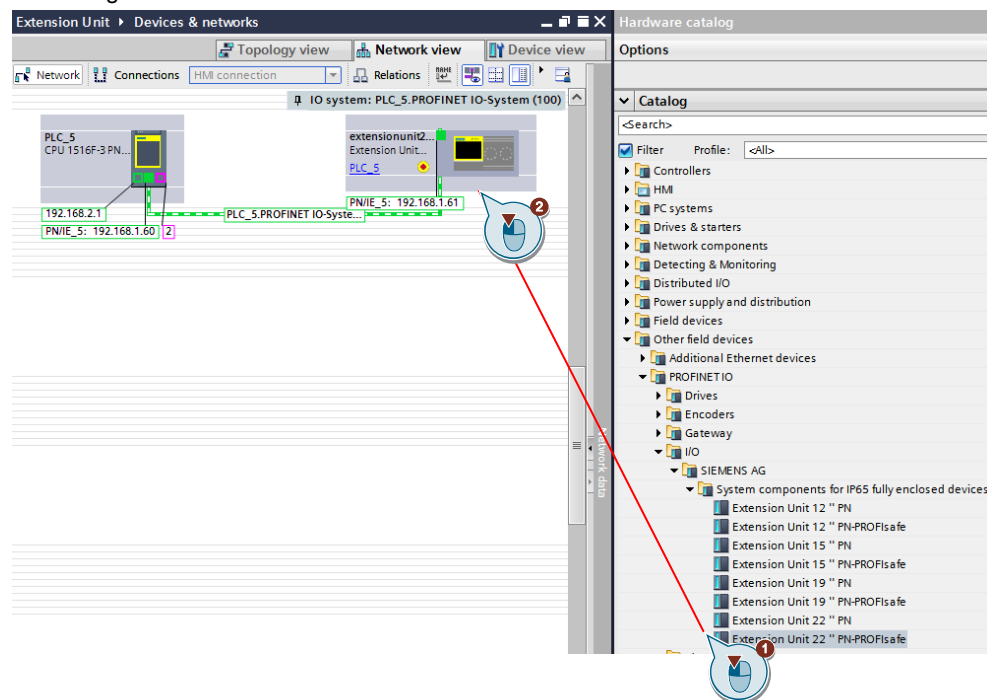 Extension Unit ▸ Devices & networks
Topology view
Network view
Device view
Network
Connections
HMI connection
Relations
IO system: PLC_5.PROFINET IO-System (100)
PLC_5
CPU 1516F-3 PN...
extensionunit2...
Extension Unit...
PLC_5
192.168.2.1
PN/IE_5: 192.168.1.60
2
PLC_5.PROFINET IO-Syste...
PN/IE_5: 192.168.1.61
2
Network data
Hardware catalog
Options
Catalog
<Search>
Filter
Profile:
<All>
Controllers
HMI
PC systems
Drives & starters
Network components
Detecting & Monitoring
Distributed I/O
Power supply and distribution
Field devices
Other field devices
Additional Ethernet devices
PROFINET IO
Drives
Encoders
Gateway
I/O
SIEMENS AG
System components for IP65 fully enclosed devices
Extension Unit 12 " PN
Extension Unit 12 " PN-PROFIsafe
Extension Unit 15 " PN
Extension Unit 15 " PN-PROFIsafe
Extension Unit 19 " PN
Extension Unit 19 " PN-PROFIsafe
Extension Unit 22 " PN
Extension Unit 22 " PN-PROFIsafe
1